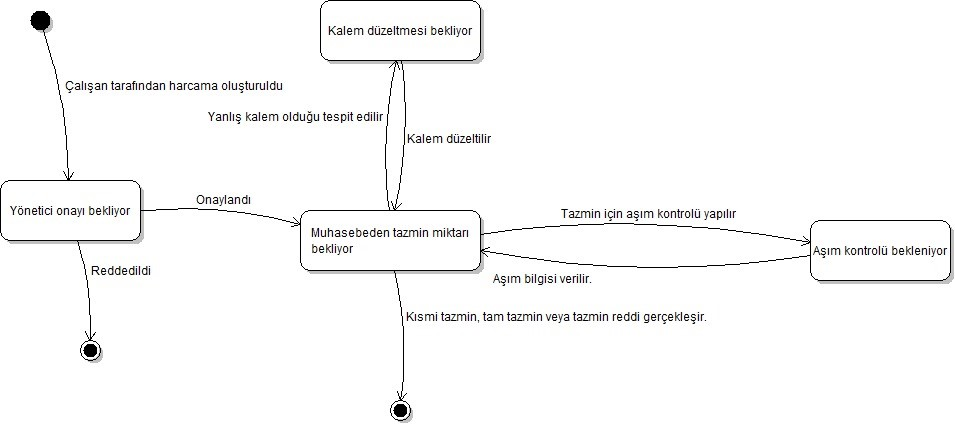 Kalem düzeltmesi bekliyor
Çalışan tarafından harcama oluşturuldu
Yanlış kalem olduğu tespit edilir
Kalem düzeltilir
Yönetici onayı bekliyor
Onaylandı
Muhasebeden tazmin miktarı
bekliyor
Tazmin için aşım kontrolü yapılır
Aşım kontrolü bekleniyor
Reddedildi
Aşım bilgisi verilir.
Kısmi tazmin, tam tazmin veya tazmin reddi gerçekleşir.